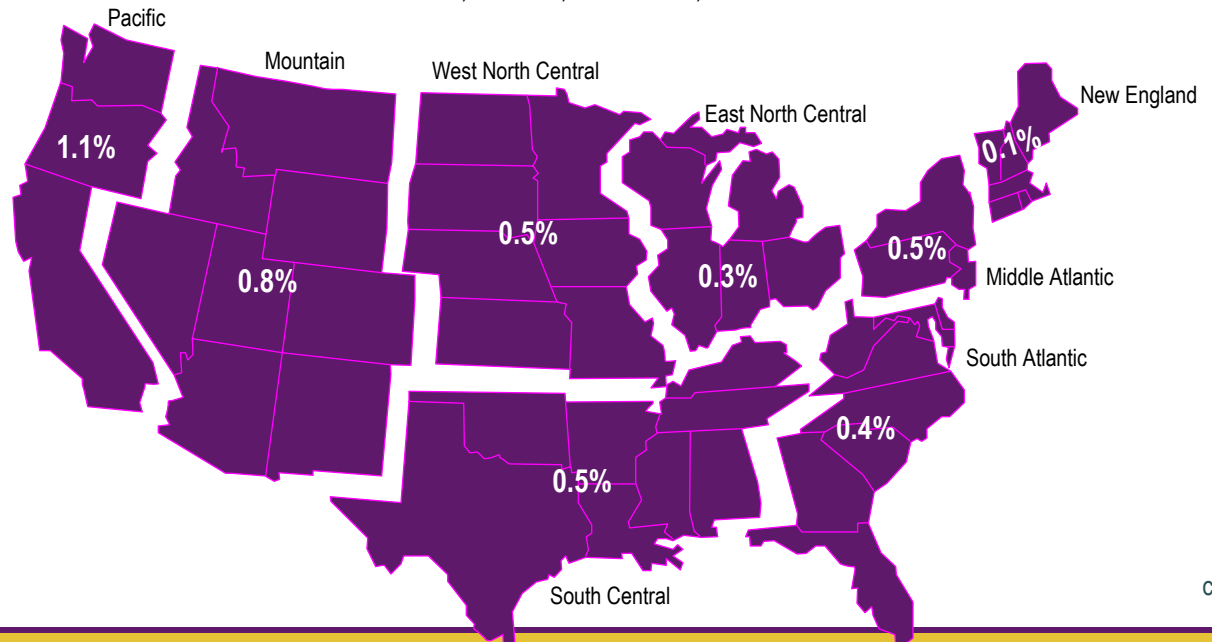 Pacific
Mountain
West North Central
East North Central
New England
1.1%
0.1%
0.5%
0.5%
0.8%
0.3%
Middle Atlantic
South Atlantic
0.4%
0.5%
South Central